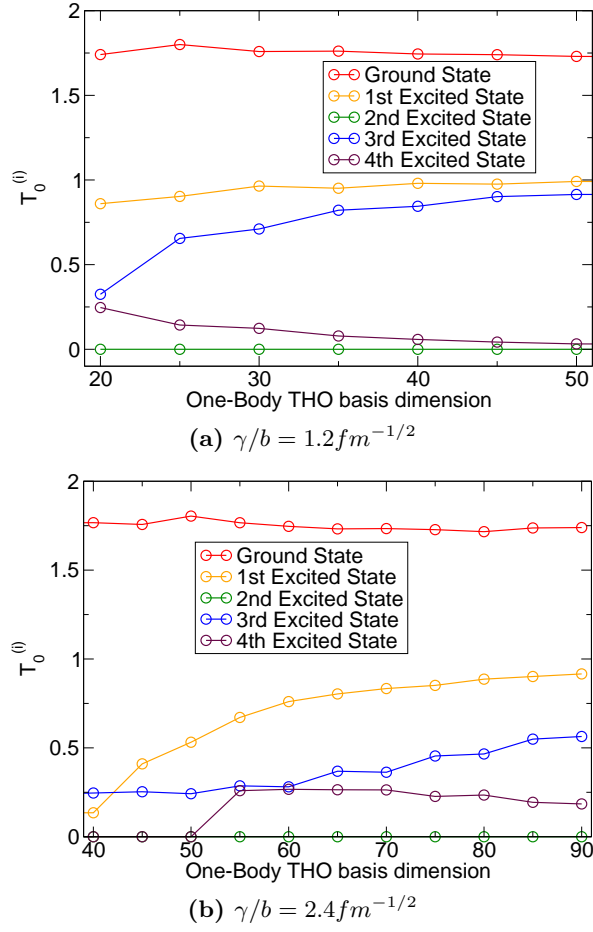 2
1.5
1
0.5
0
T₀⁽ⁱ⁾
Ground State
1st Excited State
2nd Excited State
3rd Excited State
4th Excited State
20 30 40 50
One-Body THO basis dimension
(a) γ/b = 1.2fm⁻¹/²
2
1.5
1
0.5
0
T₀⁽ⁱ⁾
Ground State
1st Excited State
2nd Excited State
3rd Excited State
4th Excited State
40 50 60 70 80 90
One-Body THO basis dimension
(b) γ/b = 2.4fm⁻¹/²